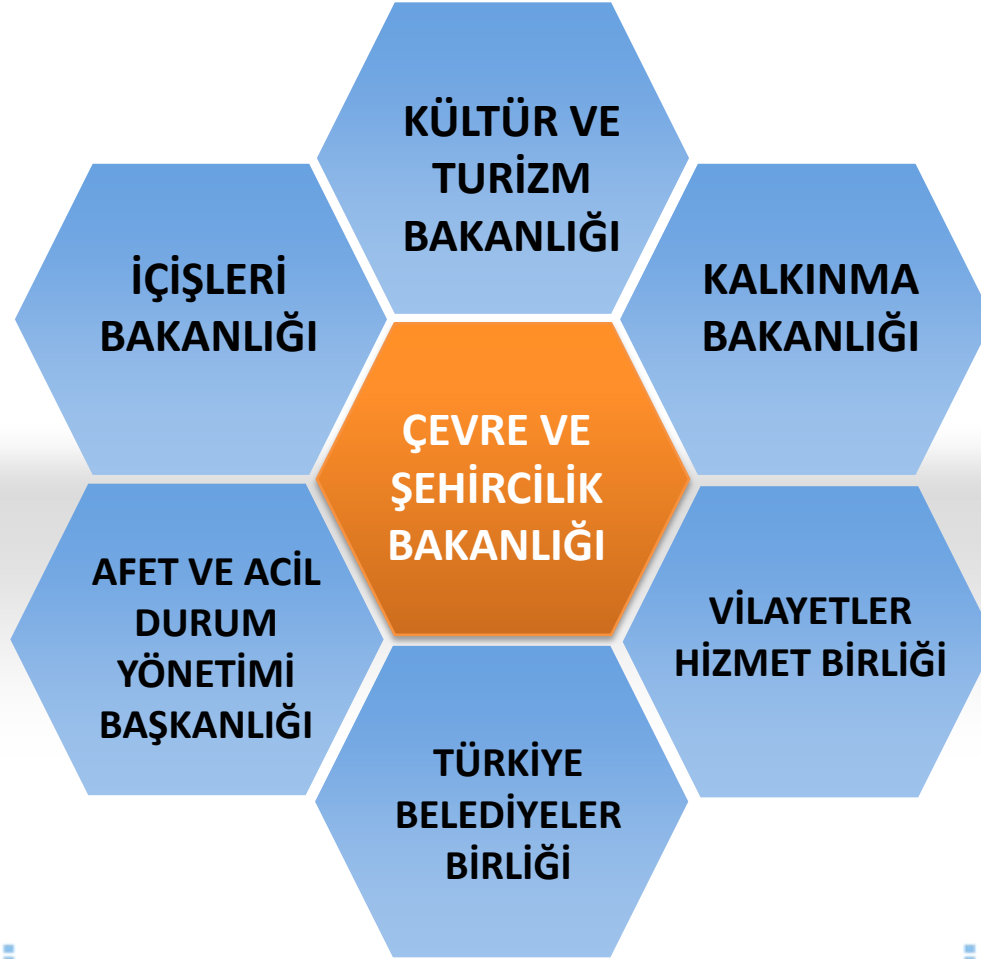 KÜLTÜR VE
TURİZM
BAKANLIĞI
İÇİŞLERİ
BAKANLIĞI
KALKINMA
BAKANLIĞI
ÇEVRE VE
ŞEHİRCİLİK
BAKANLIĞI
AFET VE ACİL
DURUM
YÖNETİMİ
BAŞKANLIĞI
VİLAYETLER
HİZMET BİRLİĞİ
TÜRKİYE
BELEDİYELER
BİRLİĞİ